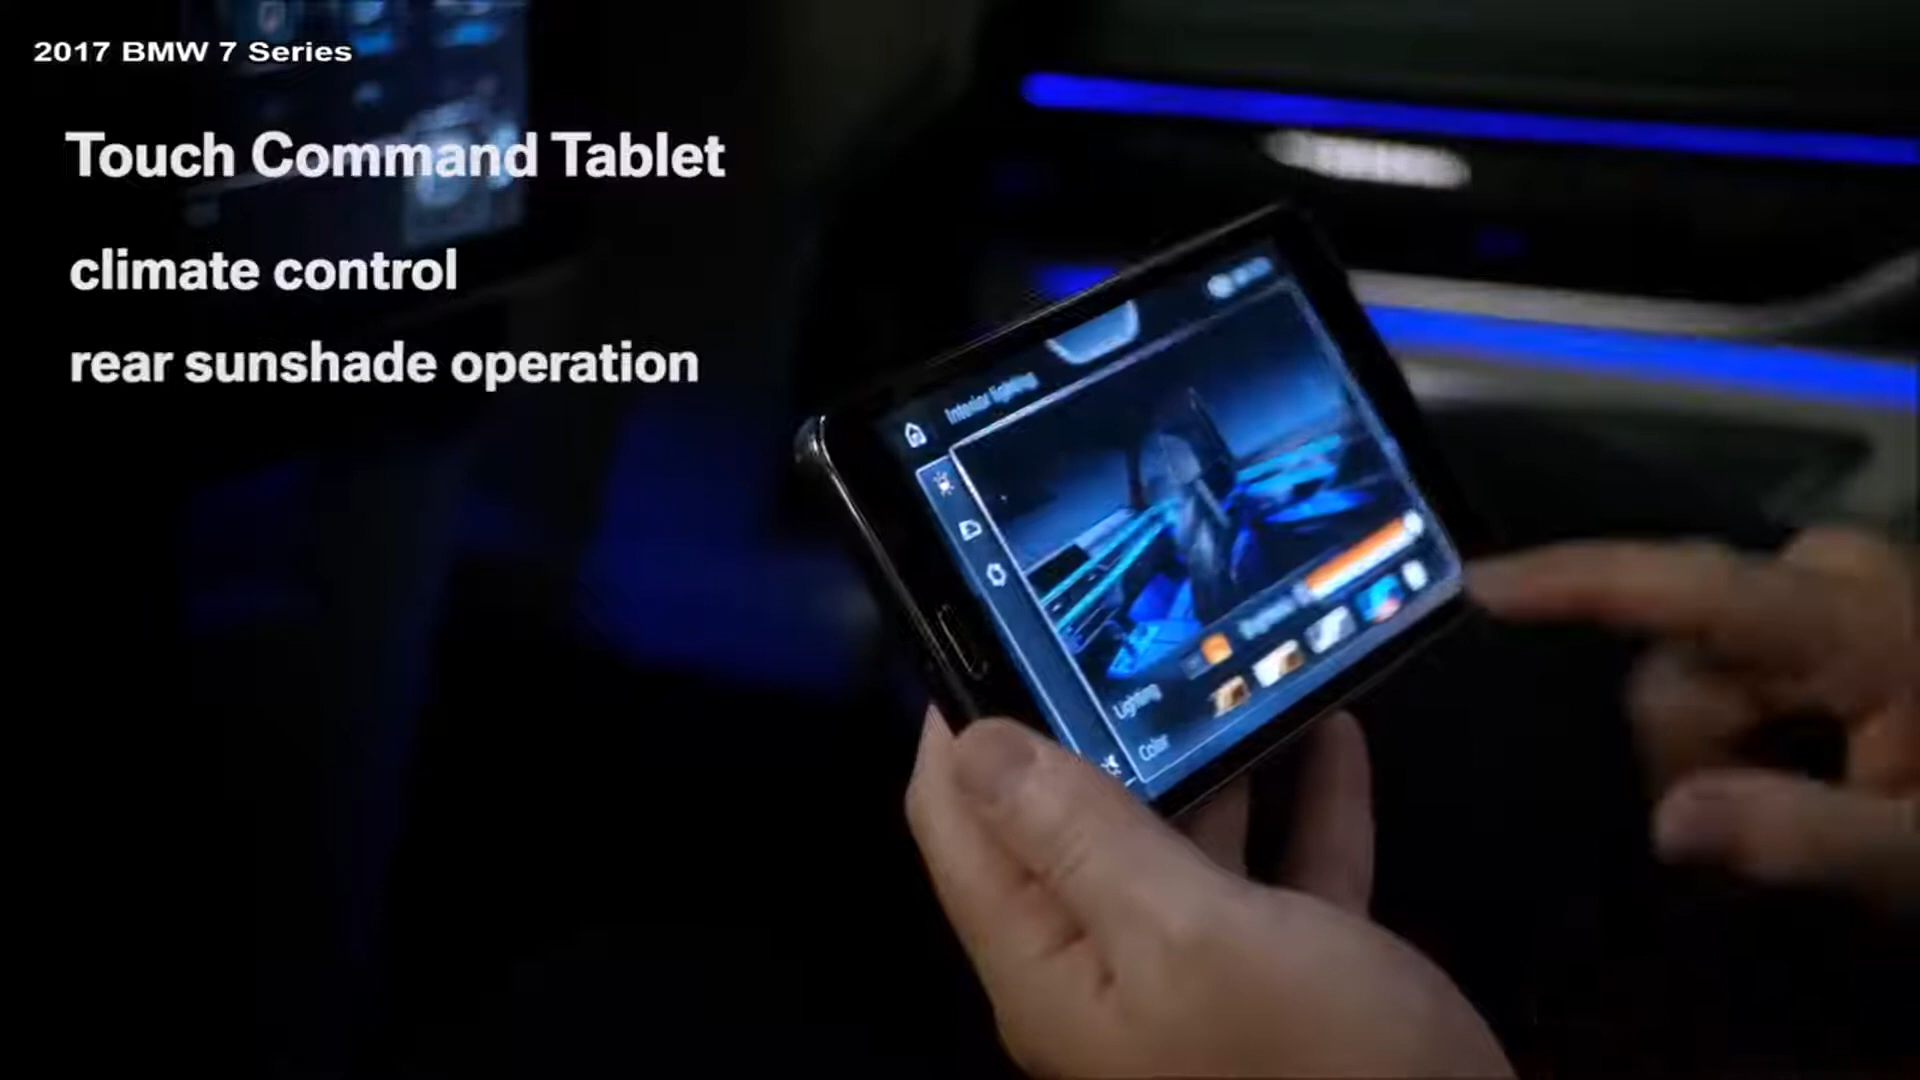 2017 BMW 7 Series
Touch Command Tablet
climate control
rear sunshade operation
Interior lighting
Lighting
Color